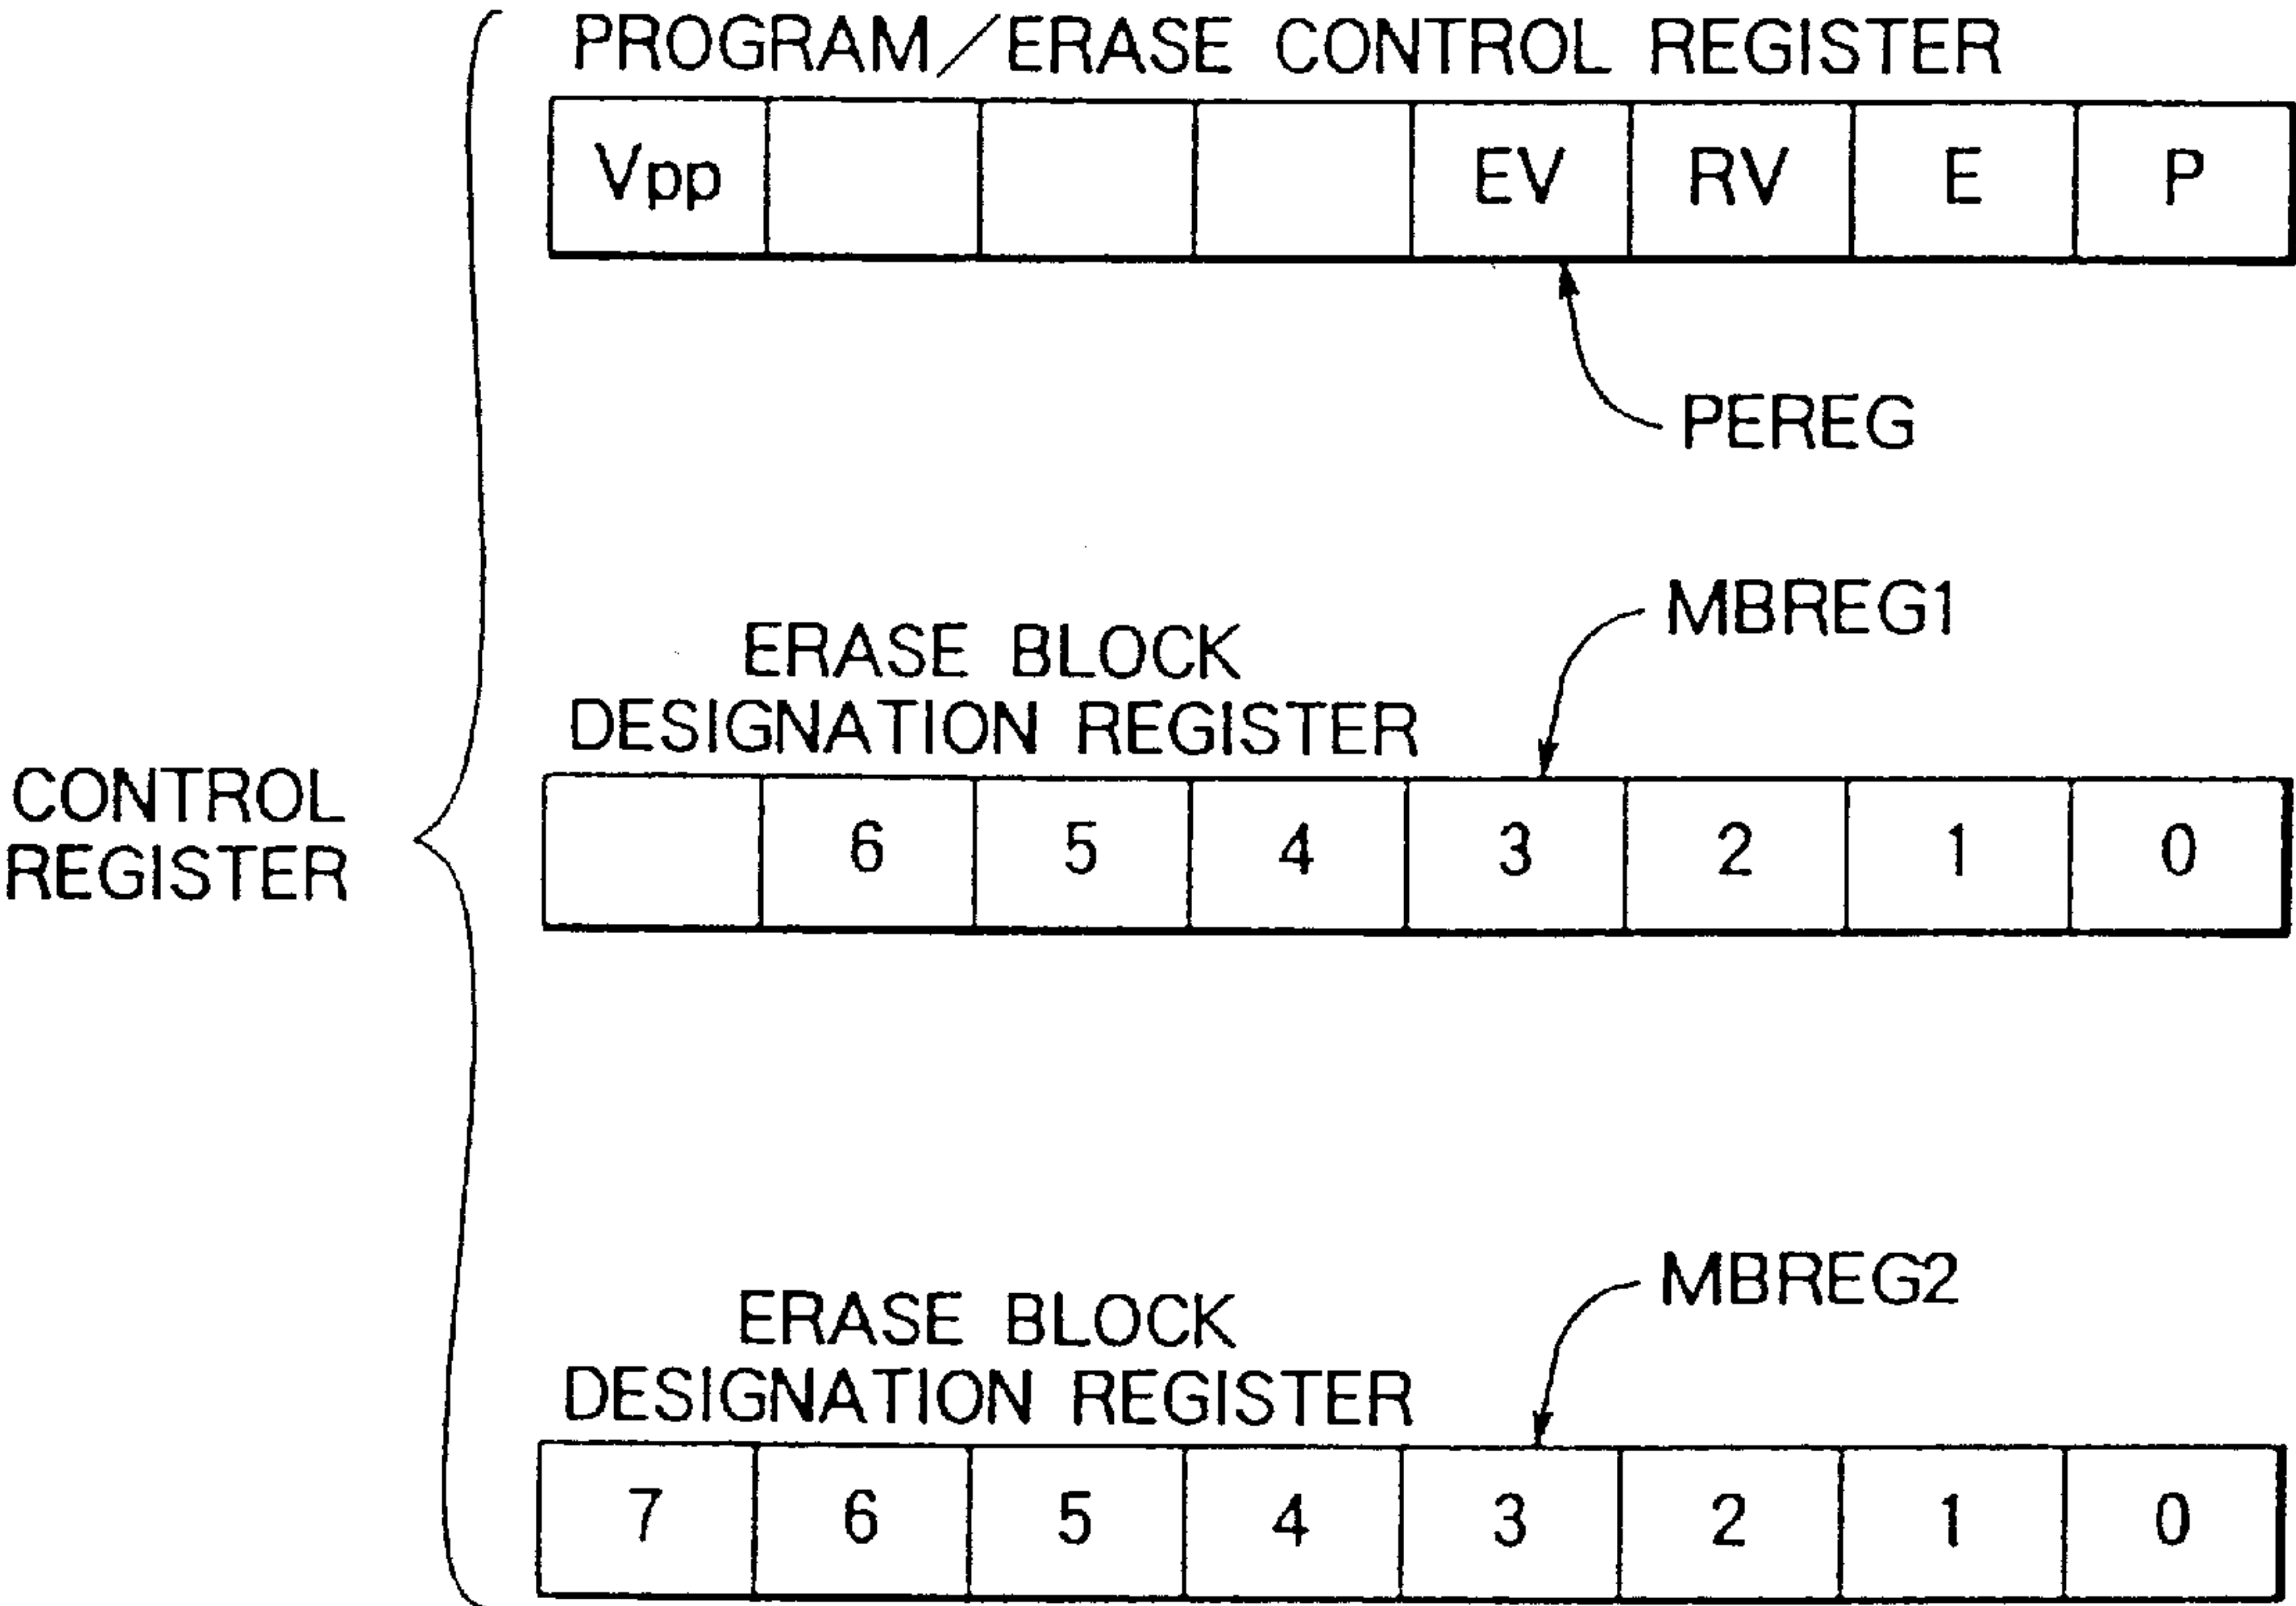 PROGRAM/ERASE CONTROL REGISTER
Vpp EV RV E P
PEREG
MBREG1
ERASE BLOCK
DESIGNATION REGISTER
6 5 4 3 2 1 0
CONTROL
REGISTER
MBREG2
ERASE BLOCK
DESIGNATION REGISTER
7 6 5 4 3 2 1 0